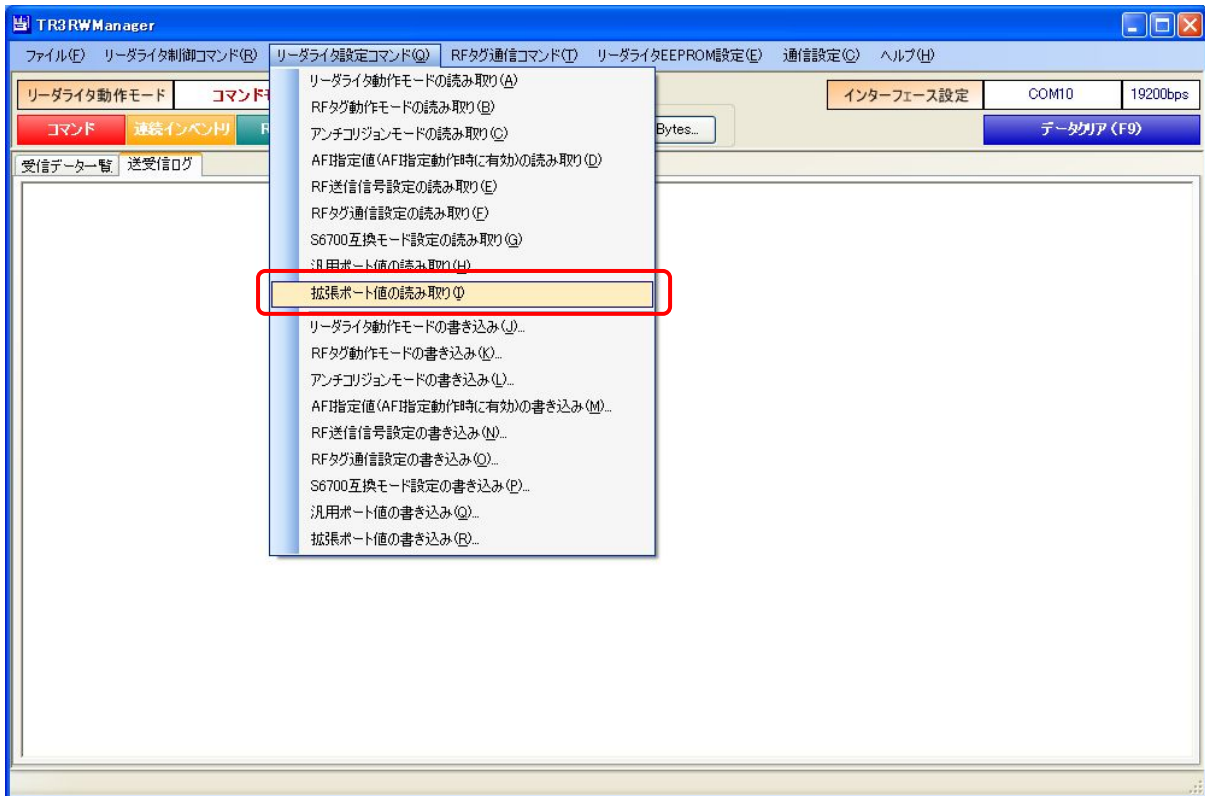 TR3RWManager
ファイル(F) リーダライタ制御コマンド(R) リーダライタ設定コマンド(Q) RFタグ通信コマンド(T) リーダライタEEPROM設定(E) 通信設定(C) ヘルプ(H)
リーダライタ動作モード コマンドモ インターフェース設定 COM10 19200bps
コマンド 連続インベントリ R Bytes... データクリア(F9)
受信データ一覧 送受信ログ
リーダライタ動作モードの読み取り(A)
RFタグ動作モードの読み取り(B)
アンチコリジョンモードの読み取り(C)
AFI指定値(AFI指定動作時に有効)の読み取り(D)
RF送信信号設定の読み取り(E)
RFタグ通信設定の読み取り(F)
S6700互換モード設定の読み取り(G)
汎用ポート値の読み取り(H)
拡張ポート値の読み取り(I)
リーダライタ動作モードの書き込み(J)...
RFタグ動作モードの書き込み(K)...
アンチコリジョンモードの書き込み(L)...
AFI指定値(AFI指定動作時に有効)の書き込み(M)...
RF送信信号設定の書き込み(N)...
RFタグ通信設定の書き込み(O)...
S6700互換モード設定の書き込み(P)...
汎用ポート値の書き込み(Q)...
拡張ポート値の書き込み(R)...